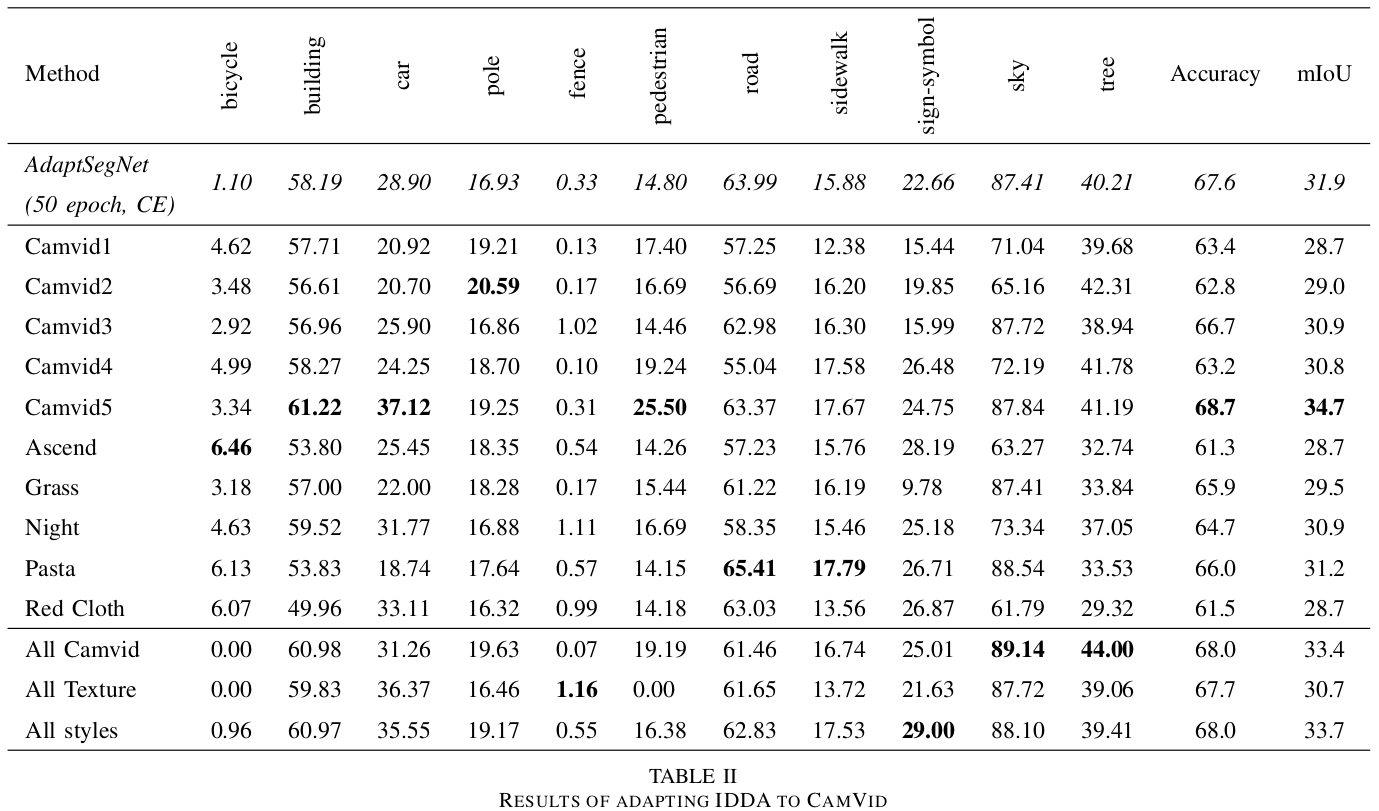 Method bicycle building car pole fence pedestrian road sidewalk sign-symbol sky tree Accuracy mIoU
AdaptSegNet
(50 epoch, CE) 1.10 58.19 28.90 16.93 0.33 14.80 63.99 15.88 22.66 87.41 40.21 67.6 31.9
Camvid1 4.62 57.71 20.92 19.21 0.13 17.40 57.25 12.38 15.44 71.04 39.68 63.4 28.7
Camvid2 3.48 56.61 20.70 20.59 0.17 16.69 56.69 16.20 19.85 65.16 42.31 62.8 29.0
Camvid3 2.92 56.96 25.90 16.86 1.02 14.46 62.98 16.30 15.99 87.72 38.94 66.7 30.9
Camvid4 4.99 58.27 24.25 18.70 0.10 19.24 55.04 17.58 26.48 72.19 41.78 63.2 30.8
Camvid5 3.34 61.22 37.12 19.25 0.31 25.50 63.37 17.67 24.75 87.84 41.19 68.7 34.7
Ascend 6.46 53.80 25.45 18.35 0.54 14.26 57.23 15.76 28.19 63.27 32.74 61.3 28.7
Grass 3.18 57.00 22.00 18.28 0.17 15.44 61.22 16.19 9.78 87.41 33.84 65.9 29.5
Night 4.63 59.52 31.77 16.88 1.11 16.69 58.35 15.46 25.18 73.34 37.05 64.7 30.9
Pasta 6.13 53.83 18.74 17.64 0.57 14.15 65.41 17.79 26.71 88.54 33.53 66.0 31.2
Red Cloth 6.07 49.96 33.11 16.32 0.99 14.18 63.03 13.56 26.87 61.79 29.32 61.5 28.7
All Camvid 0.00 60.98 31.26 19.63 0.07 19.19 61.46 16.74 25.01 89.14 44.00 68.0 33.4
All Texture 0.00 59.83 36.37 16.46 1.16 0.00 61.65 13.72 21.63 87.72 39.06 67.7 30.7
All styles 0.96 60.97 35.55 19.17 0.55 16.38 62.83 17.53 29.00 88.10 39.41 68.0 33.7
TABLE II
RESULTS OF ADAPTING IDDA TO CAMVID